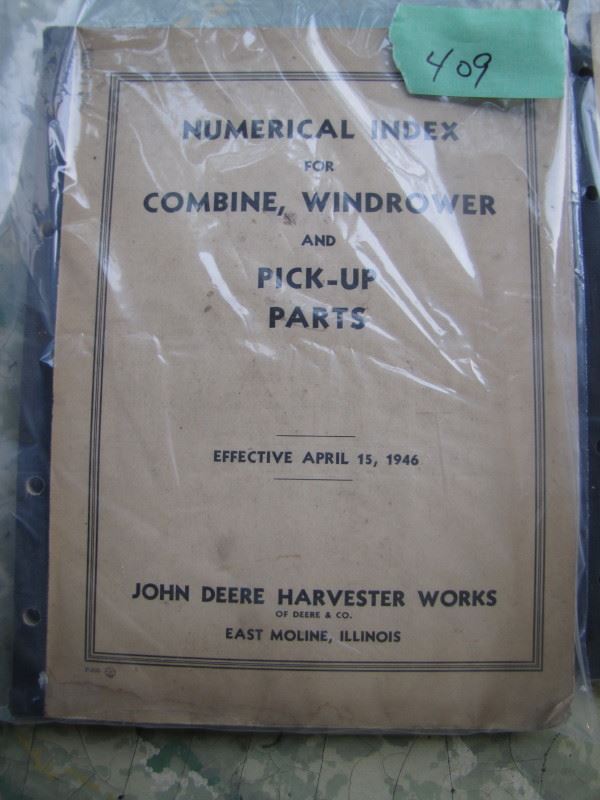 409
NUMERICAL INDEX
FOR
COMBINE, WINDROWER
AND
PICK-UP
PARTS
EFFECTIVE APRIL 15, 1946
JOHN DEERE HARVESTER WORKS
OF DEERE & CO.
EAST MOLINE, ILLINOIS